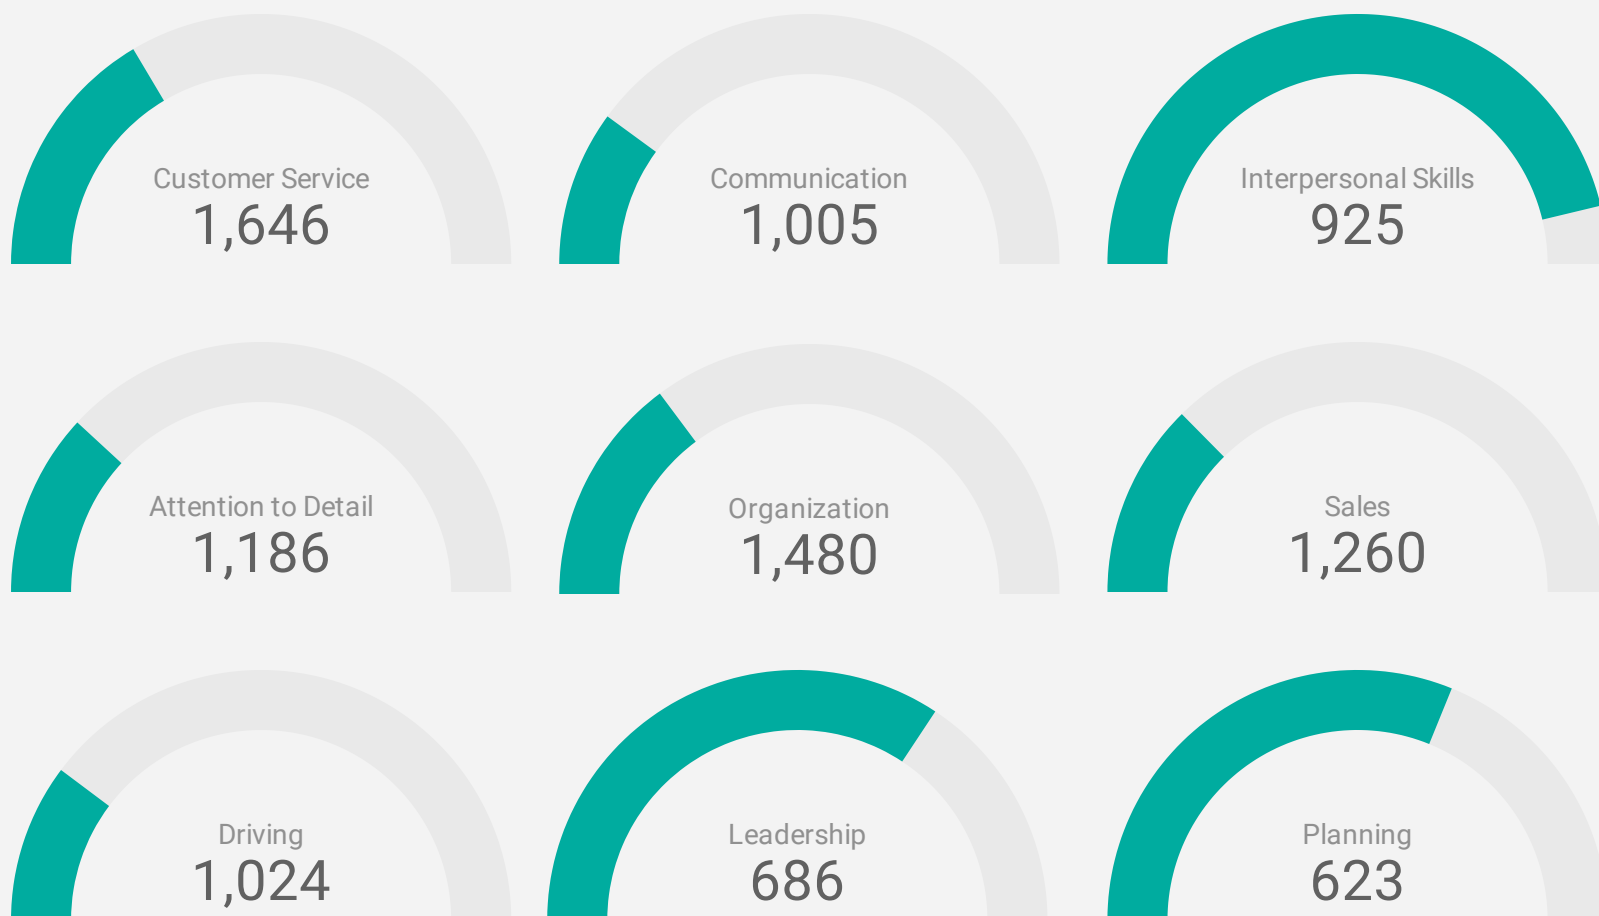 Customer Service
1,646
Communication
1,005
Interpersonal Skills
925
Attention to Detail
1,186
Organization
1,480
Sales
1,260
Driving
1,024
Leadership
686
Planning
623